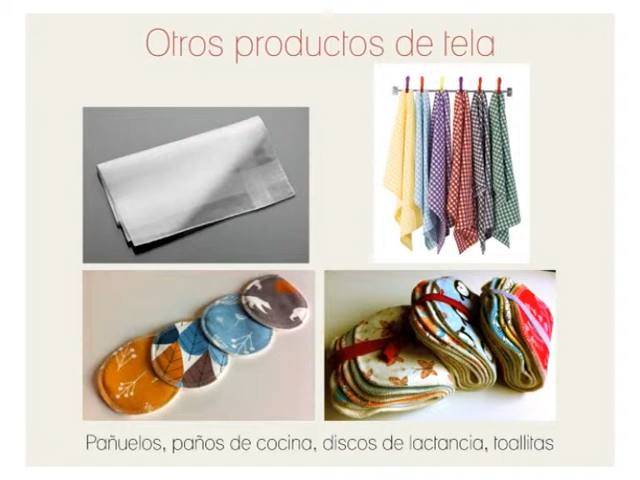 Otros productos de tela
Pañuelos, paños de cocina, discos de lactancia, toallitas